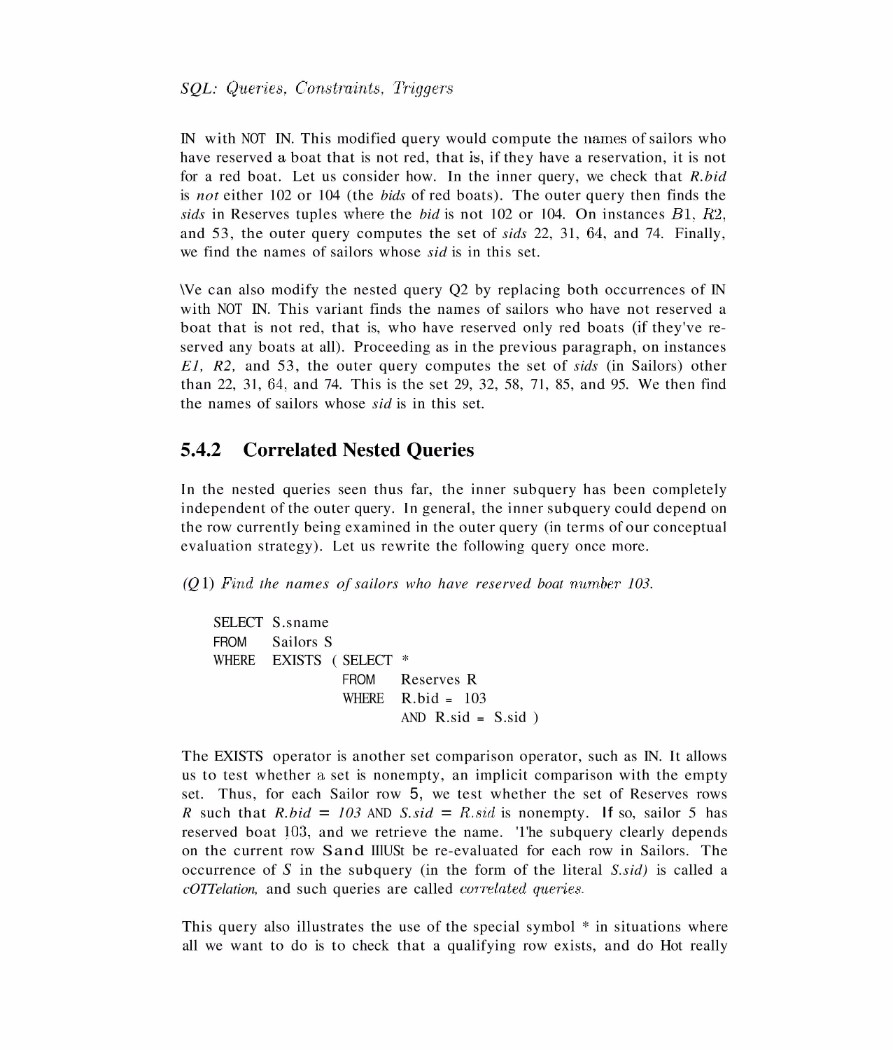 SQL: Queries, Constraints, Triggers
IN with NOT IN. This modified query would compute the names of sailors who
have reserved a boat that is not red, that is, if they have a reservation, it is not
for a red boat. Let us consider how. In the inner query, we check that R.bid
is not either 102 or 104 (the bids of red boats). The outer query then finds the
sids in Reserves tuples where the bid is not 102 or 104. On instances B1, R2,
and 53, the outer query computes the set of sids 22, 31, 64, and 74. Finally,
we find the names of sailors whose sid is in this set.
\Ve can also modify the nested query Q2 by replacing both occurrences of IN
with NOT IN. This variant finds the names of sailors who have not reserved a
boat that is not red, that is, who have reserved only red boats (if they've re-
served any boats at all). Proceeding as in the previous paragraph, on instances
E1, R2, and 53, the outer query computes the set of sids (in Sailors) other
than 22, 31, 64, and 74. This is the set 29, 32, 58, 71, 85, and 95. We then find
the names of sailors whose sid is in this set.
5.4.2 Correlated Nested Queries
In the nested queries seen thus far, the inner subquery has been completely
independent of the outer query. In general, the inner subquery could depend on
the row currently being examined in the outer query (in terms of our conceptual
evaluation strategy). Let us rewrite the following query once more.
(Q1) Find the names of sailors who have reserved boat number 103.
SELECT S.sname
FROM Sailors S
WHERE EXISTS ( SELECT *
FROM Reserves R
WHERE R.bid = 103
AND R.sid = S.sid )
The EXISTS operator is another set comparison operator, such as IN. It allows
us to test whether a set is nonempty, an implicit comparison with the empty
set. Thus, for each Sailor row 5, we test whether the set of Reserves rows
R such that R.bid = 103 AND S.sid = R.sid is nonempty. If so, sailor 5 has
reserved boat 103, and we retrieve the name. 'I'he subquery clearly depends
on the current row Sand IIIUSt be re-evaluated for each row in Sailors. The
occurrence of S in the subquery (in the form of the literal S.sid) is called a
cOTTelation, and such queries are called correlated queries.
This query also illustrates the use of the special symbol * in situations where
all we want to do is to check that a qualifying row exists, and do Hot really